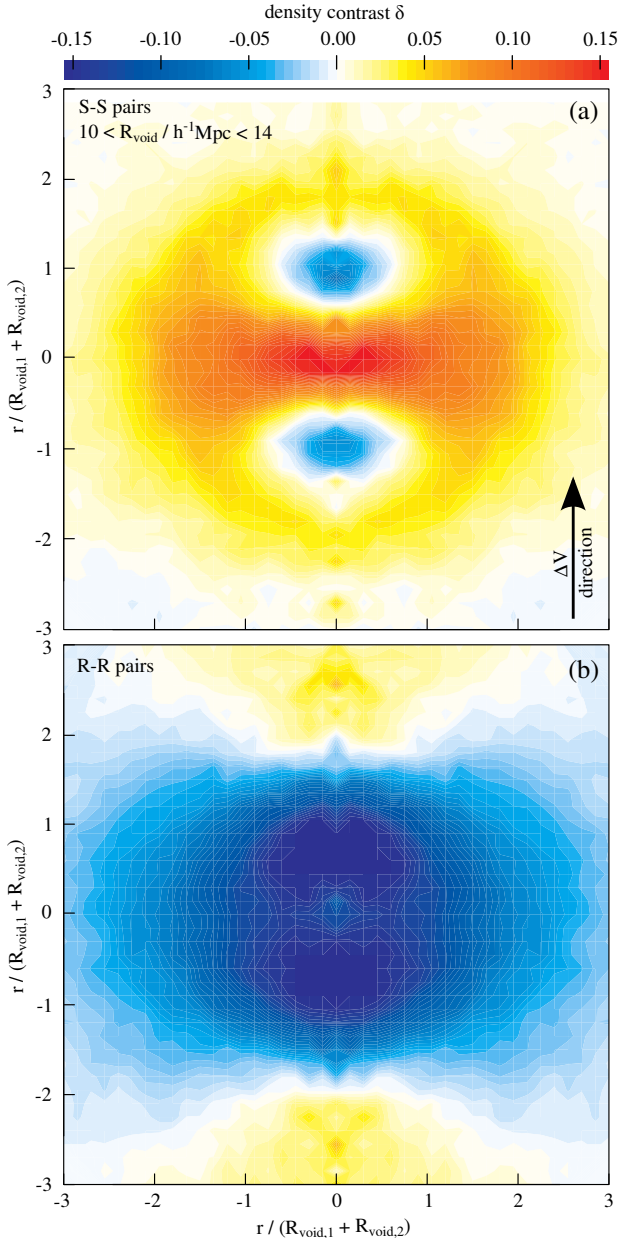 density contrast δ
-0.15 -0.10 -0.05 0.00 0.05 0.10 0.15
S-S pairs
10 < R_void / h⁻¹Mpc < 14
(a)
3
2
1
0
-1
-2
-3
r / (R_void,1 + R_void,2)
ΔV
direction
R-R pairs
(b)
3
2
1
0
-1
-2
-3
r / (R_void,1 + R_void,2)
-3 -2 -1 0 1 2 3
r / (R_void,1 + R_void,2)